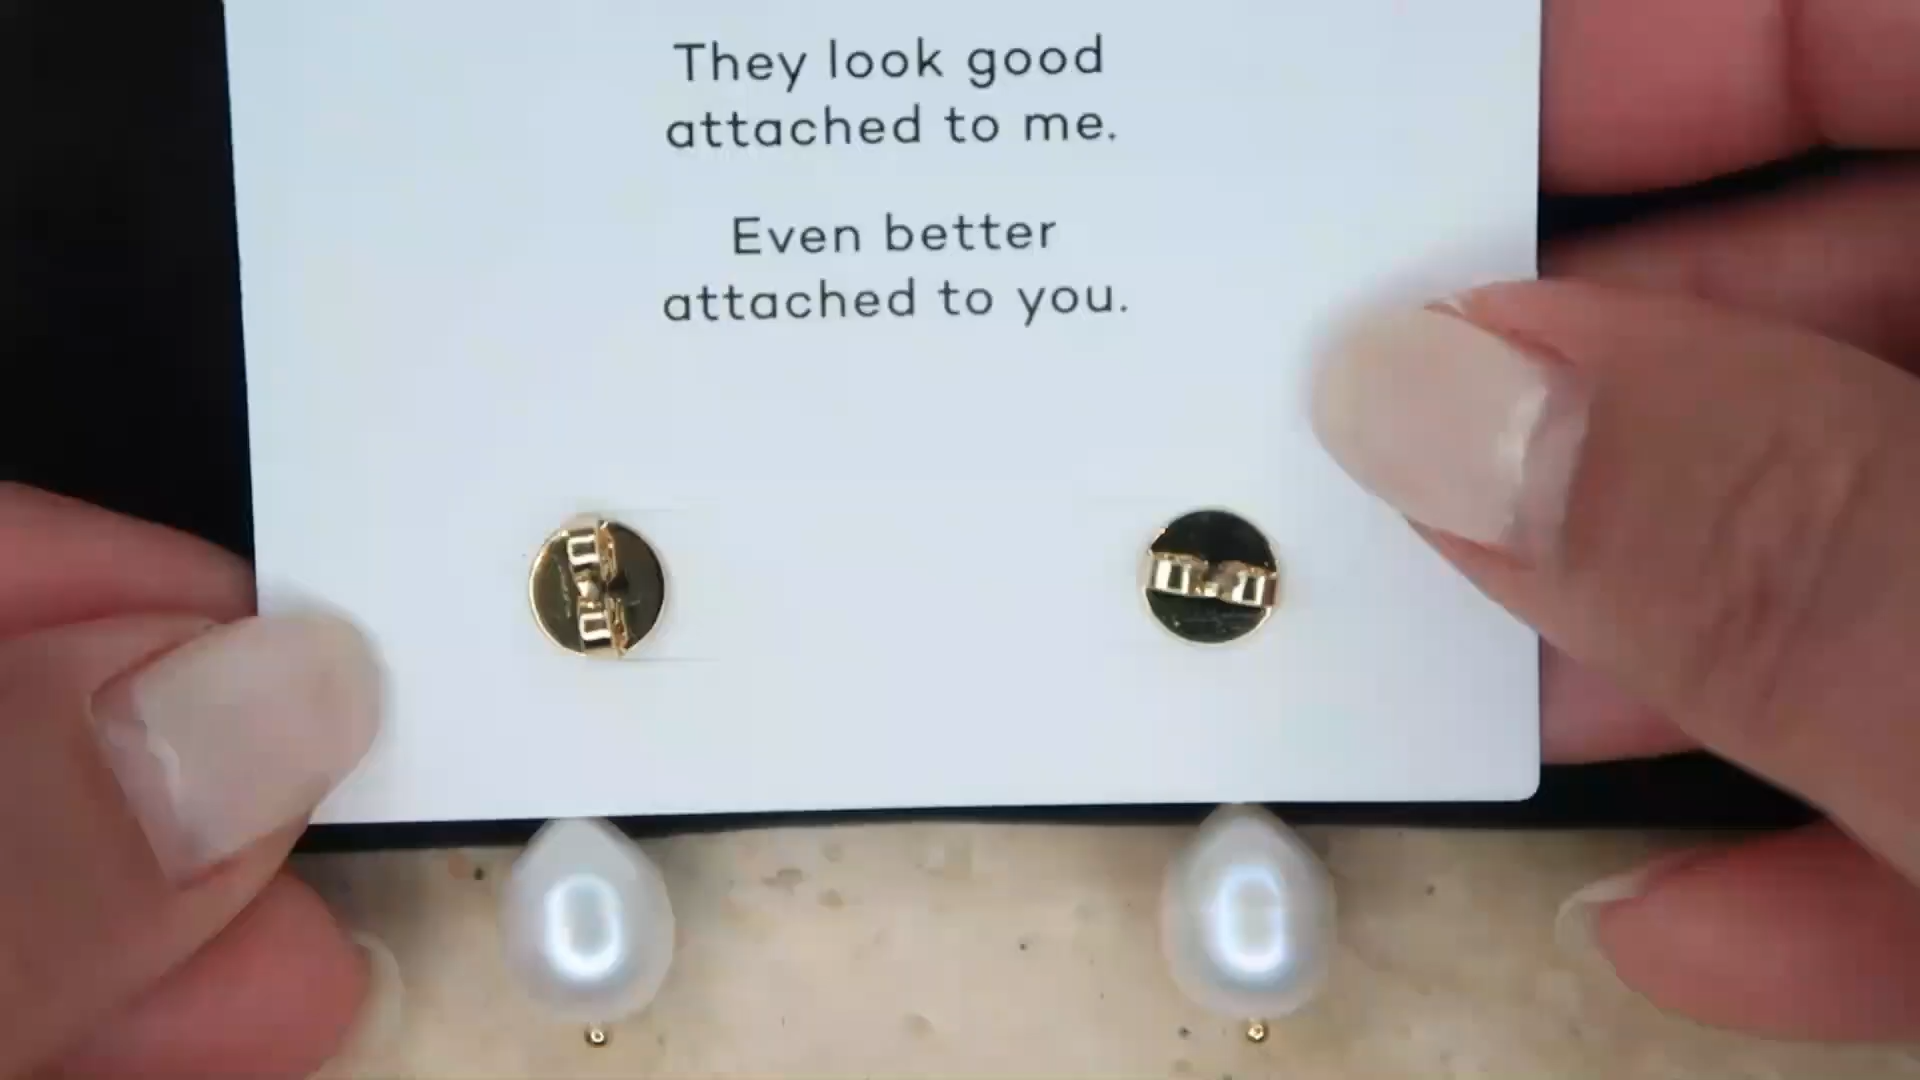 They look good
attached to me.
Even better
attached to you.